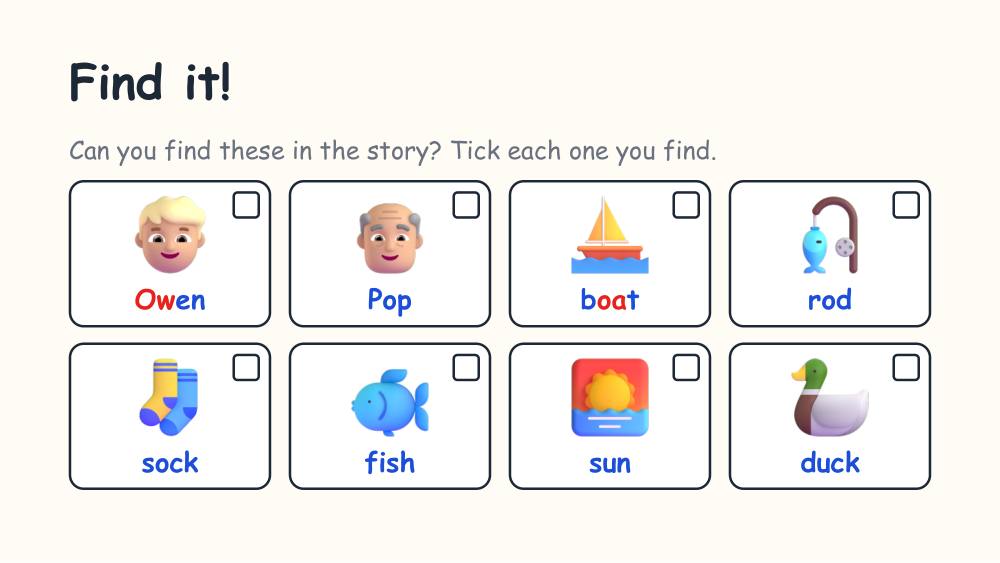 Find it!
Can you find these in the story? Tick each one you find.
Owen
Pop
boat
rod
sock
fish
sun
duck